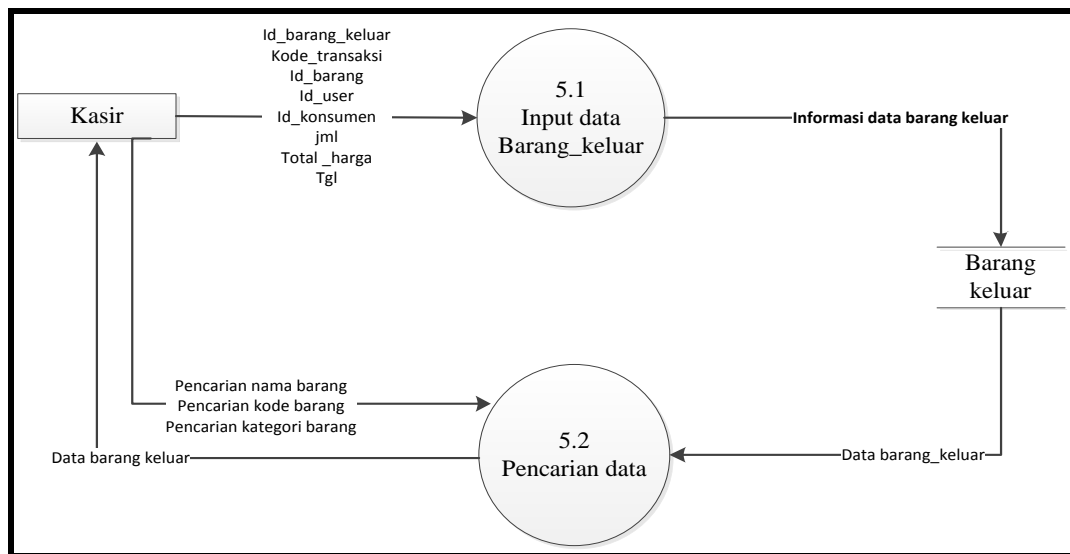 Id_barang_keluar
Kode_transaksi
Id_barang
Id_user
Id_konsumen
jml
Total _harga
Tgl
Kasir
5.1
Input data
Barang_keluar
Informasi data barang keluar
Barang
keluar
Pencarian nama barang
Pencarian kode barang
Pencarian kategori barang
Data barang keluar
5.2
Pencarian data
Data barang_keluar